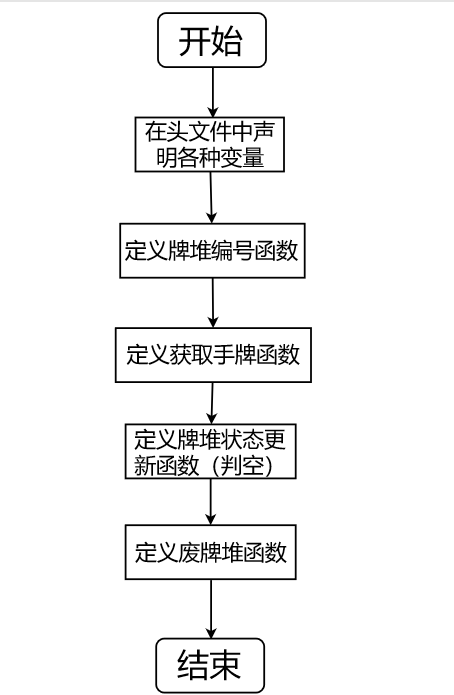 开始
在头文件中声
明各种变量
定义牌堆编号函数
定义获取手牌函数
定义牌堆状态更
新函数（判空）
定义废牌堆函数
结束